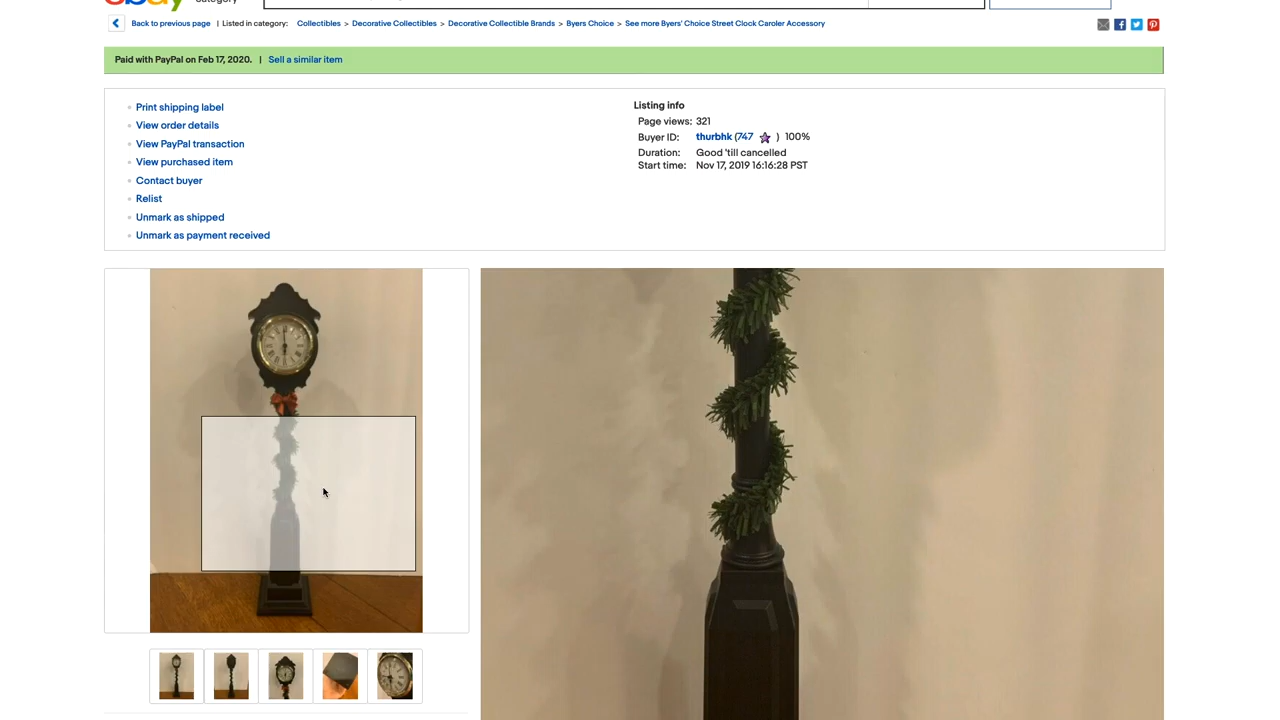 ebay
category
Back to previous page | Listed in category: Collectibles > Decorative Collectibles > Decorative Collectible Brands > Byers Choice > See more Byers' Choice Street Clock Caroler Accessory
Paid with PayPal on Feb 17, 2020. | Sell a similar item
Print shipping label
View order details
View PayPal transaction
View purchased item
Contact buyer
Relist
Unmark as shipped
Unmark as payment received
Listing info
Page views: 321
Buyer ID: thurbhk (747 ) 100%
Duration: Good 'till cancelled
Start time: Nov 17, 2019 16:16:28 PST